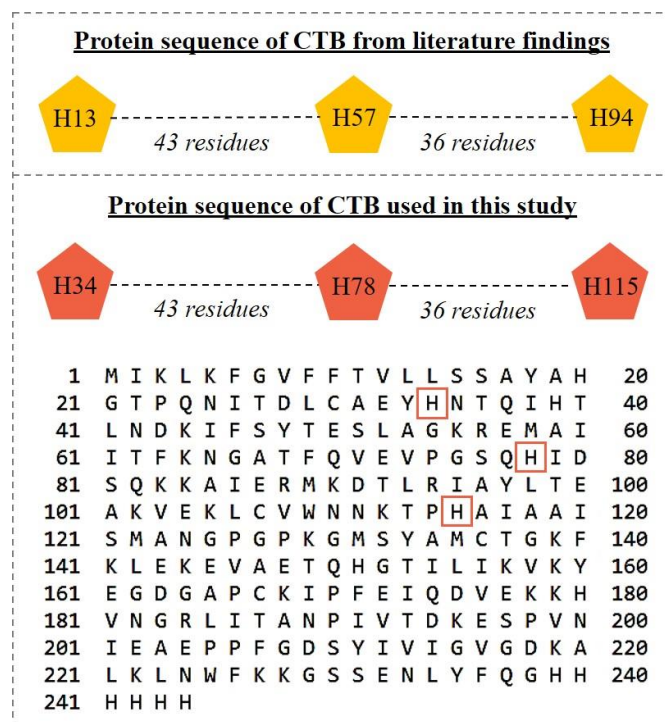 Protein sequence of CTB from literature findings
H13 H57 H94
43 residues 36 residues
Protein sequence of CTB used in this study
H34 H78 H115
43 residues 36 residues
1 M I K L K F G V F F T V L L S S A Y A H 20
21 G T P Q N I T D L C A E Y H N T Q I H T 40
41 L N D K I F S Y T E S L A G K R E M A I 60
61 I T F K N G A T F Q V E V P G S Q H I D 80
81 S Q K K A I E R M K D T L R I A Y L T E 100
101 A K V E K L C V W N N K T P H A I A A I 120
121 S M A N G P G P K G M S Y A M C T G K F 140
141 K L E K E V A E T Q H G T I L I K V K Y 160
161 E G D G A P C K I P F E I Q D V E K K H 180
181 V N G R L I T A N P I V T D K E S P V N 200
201 I E A E P P F G D S Y I V I G V G D K A 220
221 L K L N W F K K G S S E N L Y F Q G H H 240
241 H H H H